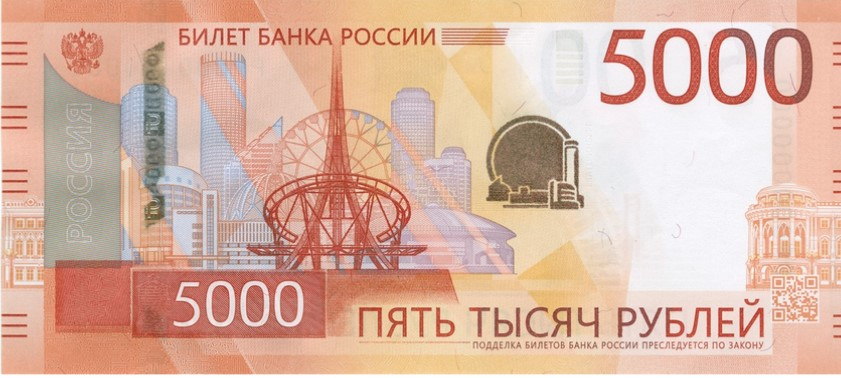 БИЛЕТ БАНКА РОССИИ
5000
РОССИЯ
5000
ПЯТЬ ТЫСЯЧ РУБЛЕЙ
ПОДДЕЛКА БИЛЕТОВ БАНКА РОССИИ ПРЕСЛЕДУЕТСЯ ПО ЗАКОНУ